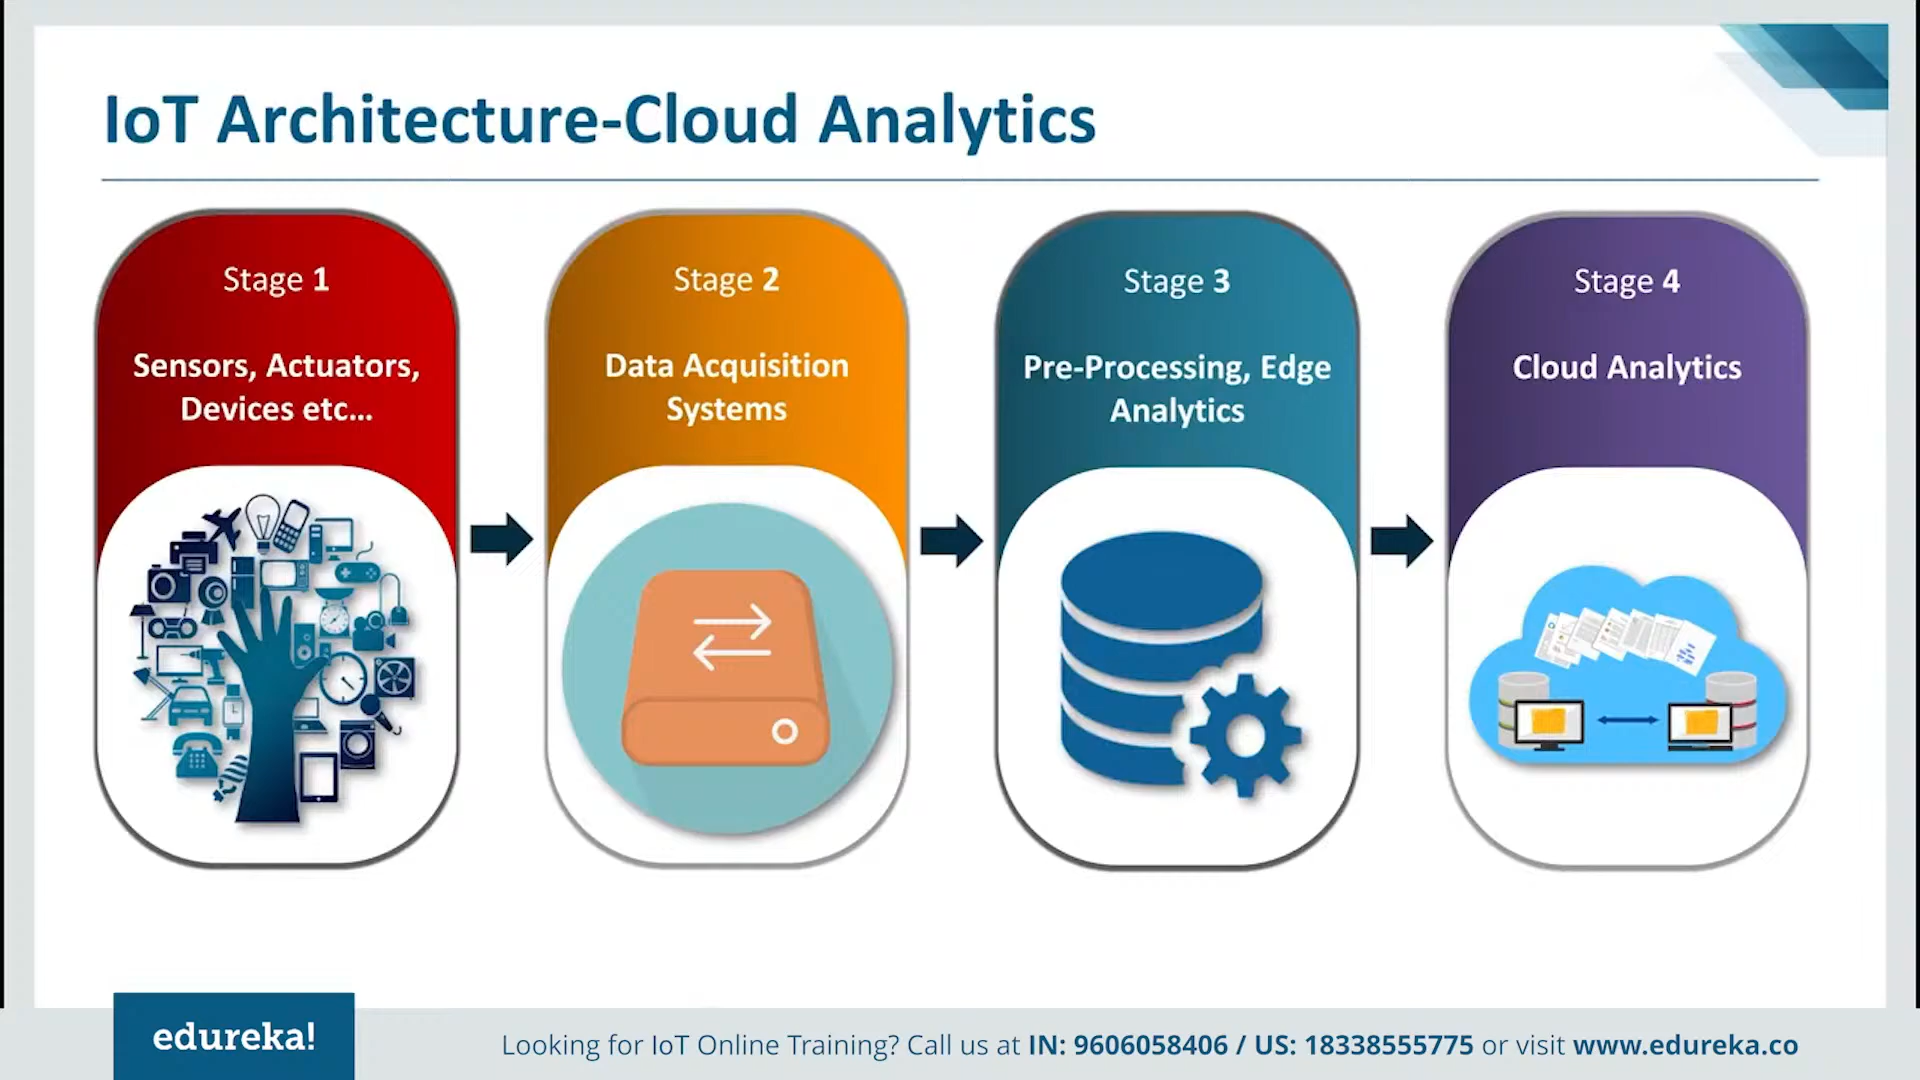 IoT Architecture-Cloud Analytics
Stage 1
Sensors, Actuators,
Devices etc...
Stage 2
Data Acquisition
Systems
Stage 3
Pre-Processing, Edge
Analytics
Stage 4
Cloud Analytics
edureka!
Looking for IoT Online Training? Call us at IN: 9606058406 / US: 18338555775 or visit www.edureka.co